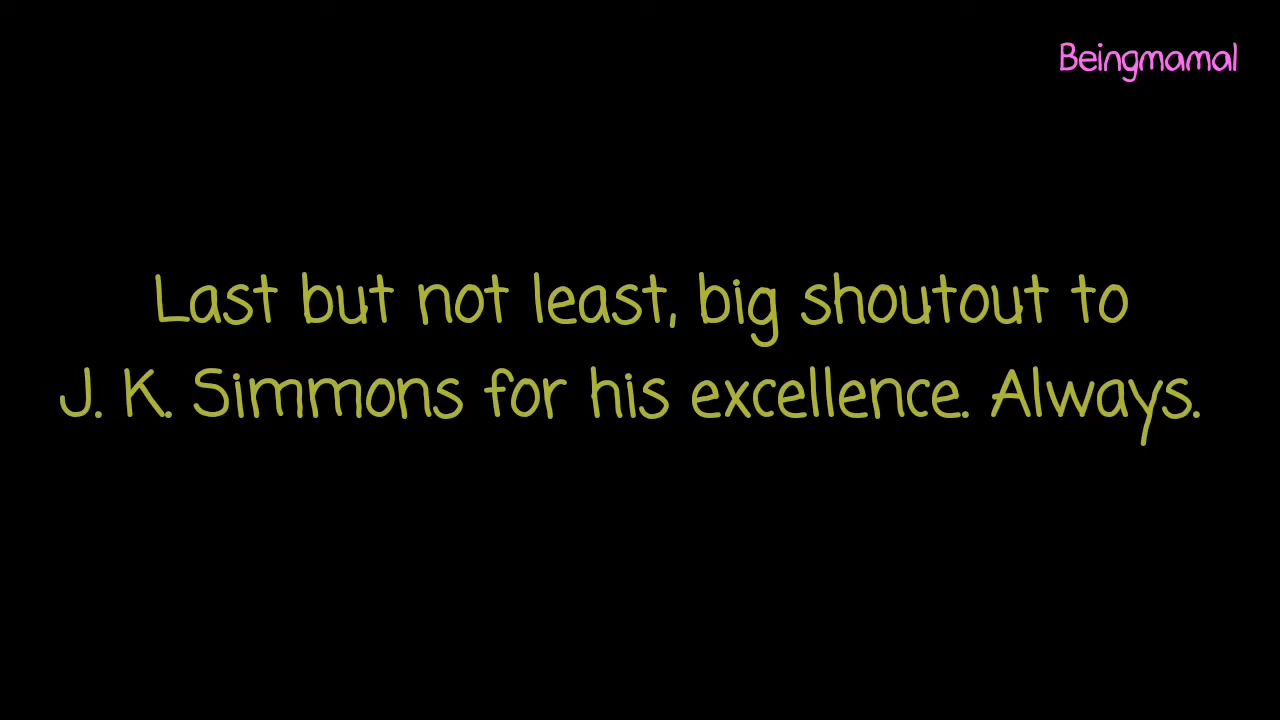 Beingmamal
Last but not least, big shoutout to
J. K. Simmons for his excellence. Always.